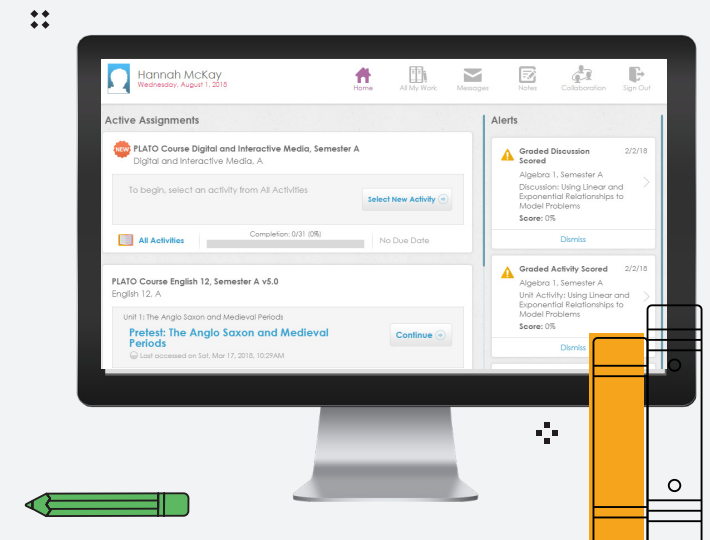 Hannah McKay
Wednesday, August 1, 2018
Home
All My Work
Messages
Notes
Collaboration
Sign Out
Active Assignments
NEW
PLATO Course Digital and Interactive Media, Semester A
Digital and Interactive Media, A
To begin, select an activity from All Activities
Select New Activity
All Activities
Completion: 0/31 (0%)
No Due Date
PLATO Course English 12, Semester A v5.0
English 12, A
Unit 1: The Anglo Saxon and Medieval Periods
Pretest: The Anglo Saxon and Medieval
Periods
Last accessed on Sat, Mar 17, 2018, 10:29AM
Continue
Alerts
Graded Discussion
Scored
2/2/18
Algebra 1, Semester A
Discussion: Using Linear and
Exponential Relationships to
Model Problems
Score: 0%
Dismiss
Graded Activity Scored
2/2/18
Algebra 1, Semester A
Unit Activity: Using Linear and
Exponential Relationships to
Model Problems
Score: 0%
Dismiss